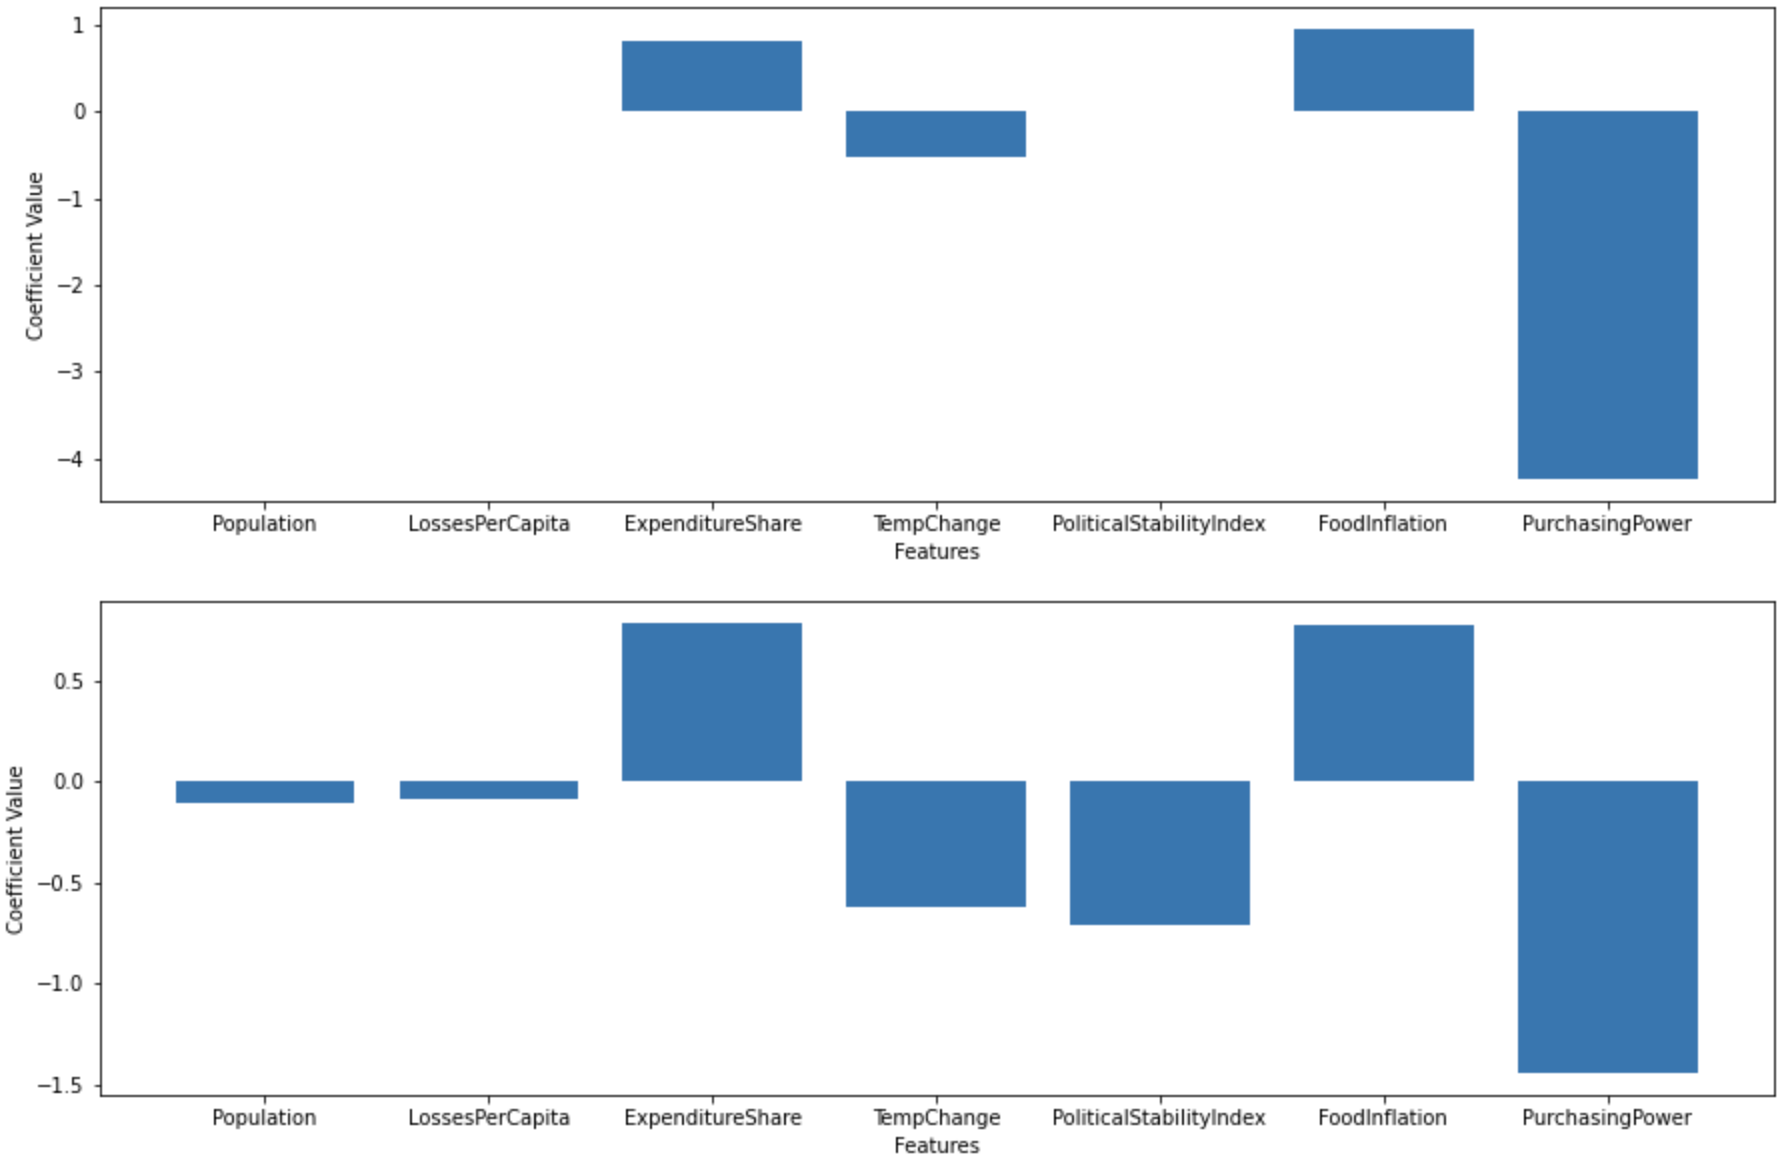 1
0
−1
−2
−3
−4
Coefficient Value
Population LossesPerCapita ExpenditureShare TempChange PoliticalStabilityIndex FoodInflation PurchasingPower
Features
0.5
0.0
−0.5
−1.0
−1.5
Coefficient Value
Population LossesPerCapita ExpenditureShare TempChange PoliticalStabilityIndex FoodInflation PurchasingPower
Features